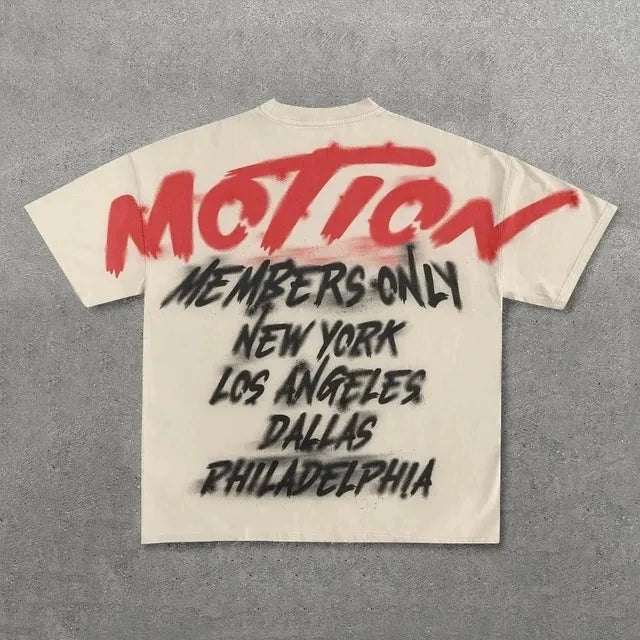 MOTION
MEMBERS ONLY
NEW YORK
LOS ANGELES
DALLAS
PHILADELPHIA